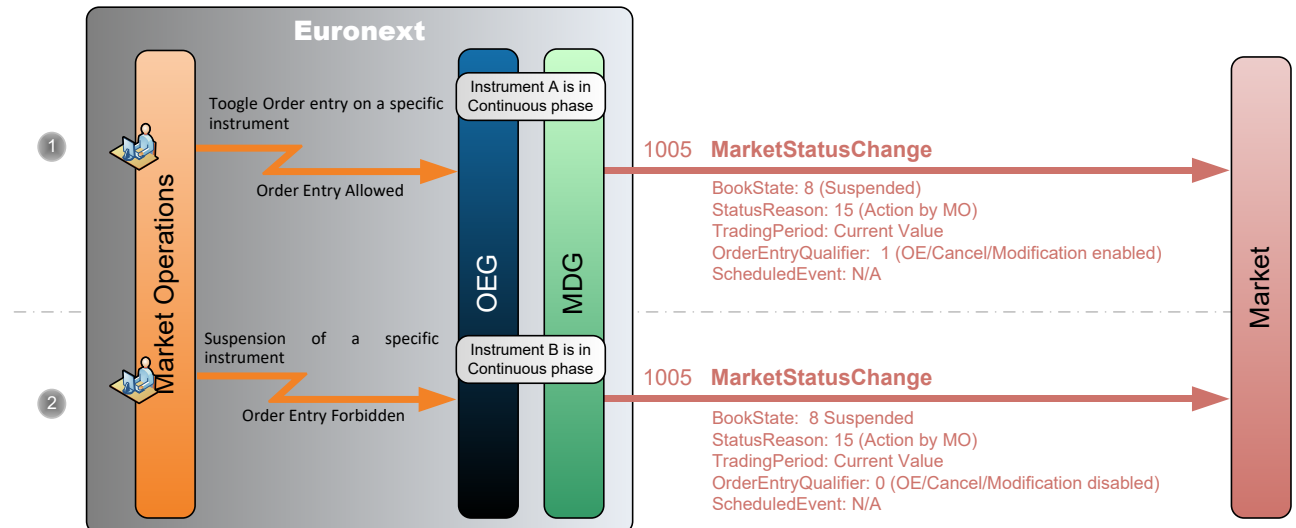 Euronext
Instrument A is in
Continuous phase
Toogle Order entry on a specific
instrument
1
1005 MarketStatusChange
Order Entry Allowed
BookState: 8 (Suspended)
StatusReason: 15 (Action by MO)
TradingPeriod: Current Value
OrderEntryQualifier: 1 (OE/Cancel/Modification enabled)
ScheduledEvent: N/A
Market Operations
OEG
MDG
Market
Suspension of a specific
instrument
Instrument B is in
Continuous phase
2
1005 MarketStatusChange
Order Entry Forbidden
BookState: 8 Suspended
StatusReason: 15 (Action by MO)
TradingPeriod: Current Value
OrderEntryQualifier: 0 (OE/Cancel/Modification disabled)
ScheduledEvent: N/A